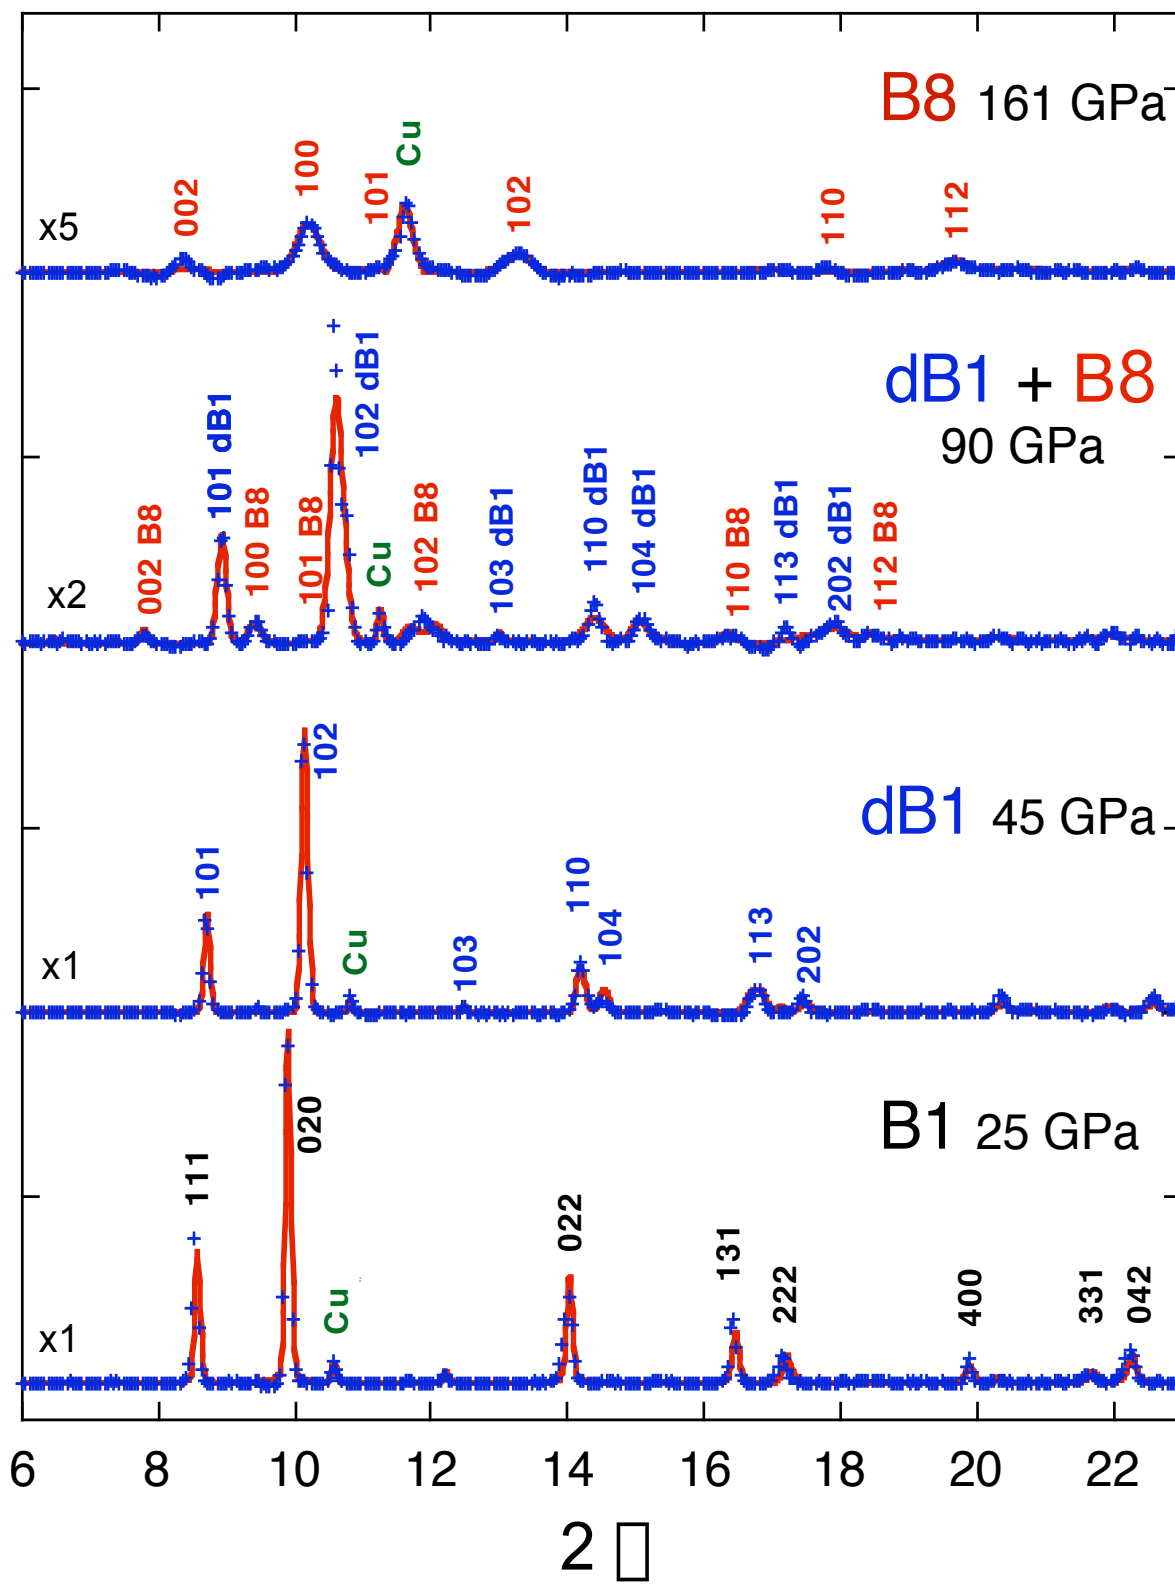 B8 161 GPa
x5
002
100
101
Cu
102
110
112
dB1 + B8
90 GPa
x2
002 B8
101 dB1
100 B8
101 B8
102 dB1
Cu
102 B8
103 dB1
110 dB1
104 dB1
110 B8
113 dB1
202 dB1
112 B8
dB1 45 GPa
x1
101
102
Cu
103
110
104
113
202
B1 25 GPa
x1
111
020
Cu
022
131
222
400
331
042
6 8 10 12 14 16 18 20 22
2 ▯